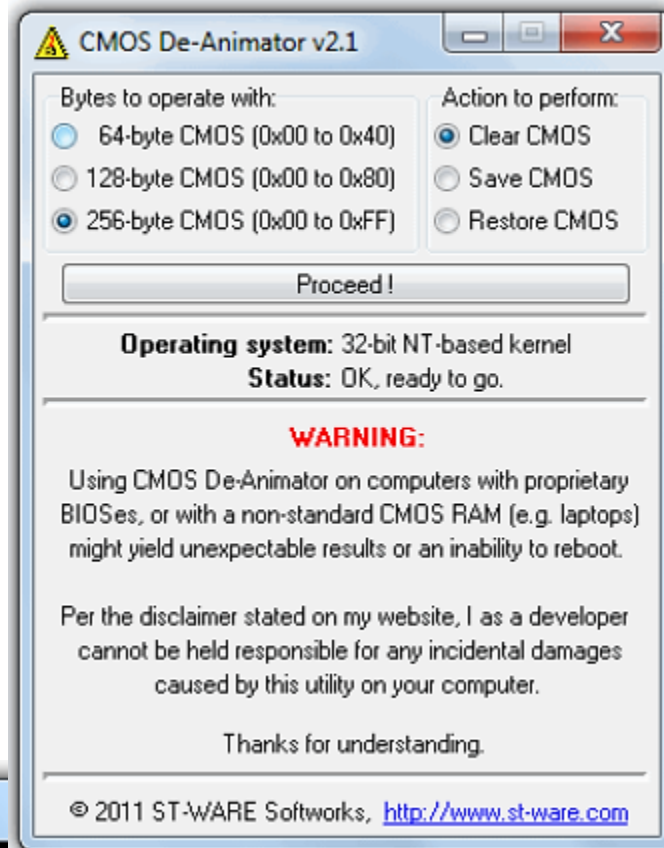 CMOS De-Animator v2.1
Bytes to operate with:
64-byte CMOS (0x00 to 0x40)
128-byte CMOS (0x00 to 0x80)
256-byte CMOS (0x00 to 0xFF)
Action to perform:
Clear CMOS
Save CMOS
Restore CMOS
Proceed !
Operating system: 32-bit NT-based kernel
Status: OK, ready to go.
WARNING:
Using CMOS De-Animator on computers with proprietary
BIOSes, or with a non-standard CMOS RAM (e.g. laptops)
might yield unexpectable results or an inability to reboot.
Per the disclaimer stated on my website, I as a developer
cannot be held responsible for any incidental damages
caused by this utility on your computer.
Thanks for understanding.
© 2011 ST-WARE Softworks, http://www.st-ware.com